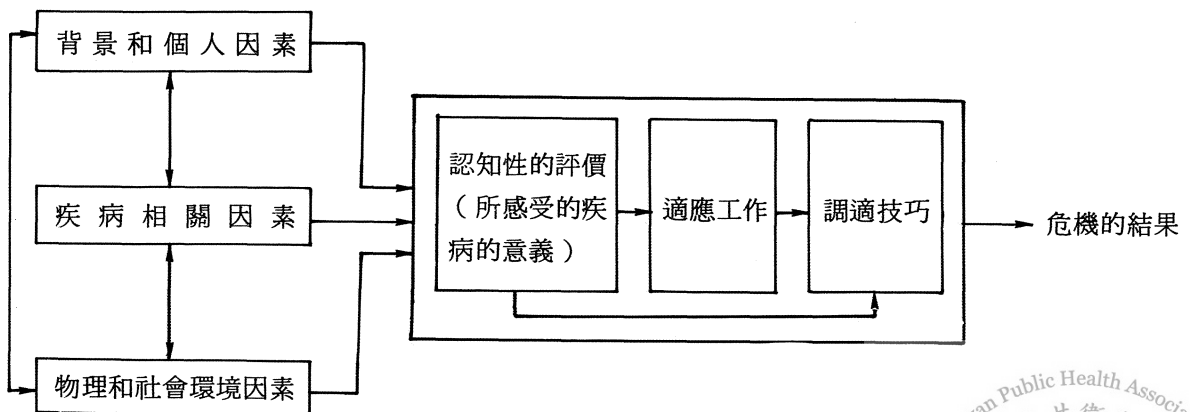 背景和個人因素
疾病相關因素
物理和社會環境因素
認知性的評價
(所感受的疾
病的意義)
適應工作
調適技巧
危機的結果
Public Health